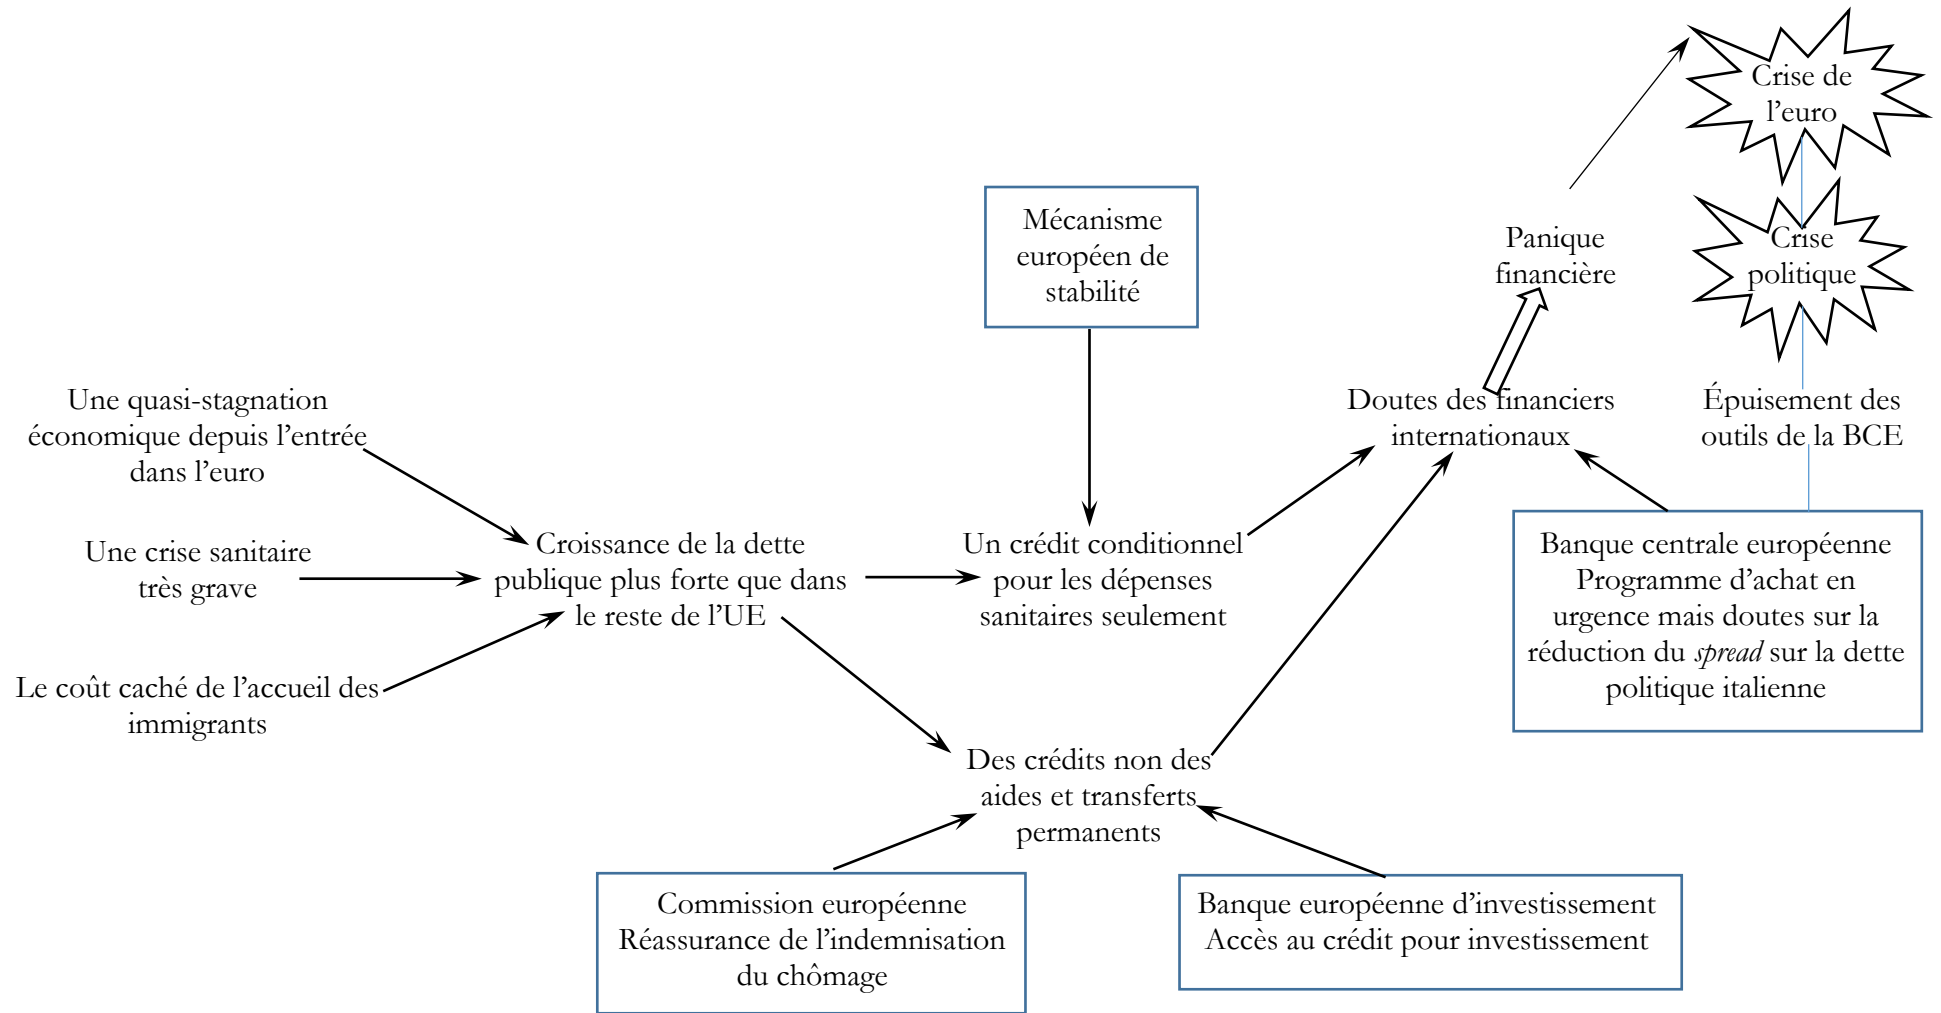 Crise de
l'euro
Mécanisme
européen de
stabilité
Panique
financière
Crise
politique
Une quasi-stagnation
économique depuis l'entrée
dans l'euro
Doutes des financiers
internationaux
Épuisement des
outils de la BCE
Une crise sanitaire
très grave
Croissance de la dette
publique plus forte que dans
le reste de l'UE
Un crédit conditionnel
pour les dépenses
sanitaires seulement
Banque centrale européenne
Programme d'achat en
urgence mais doutes sur la
réduction du spread sur la dette
politique italienne
Le coût caché de l'accueil des
immigrants
Des crédits non des
aides et transferts
permanents
Commission européenne
Réassurance de l'indemnisation
du chômage
Banque européenne d'investissement
Accès au crédit pour investissement